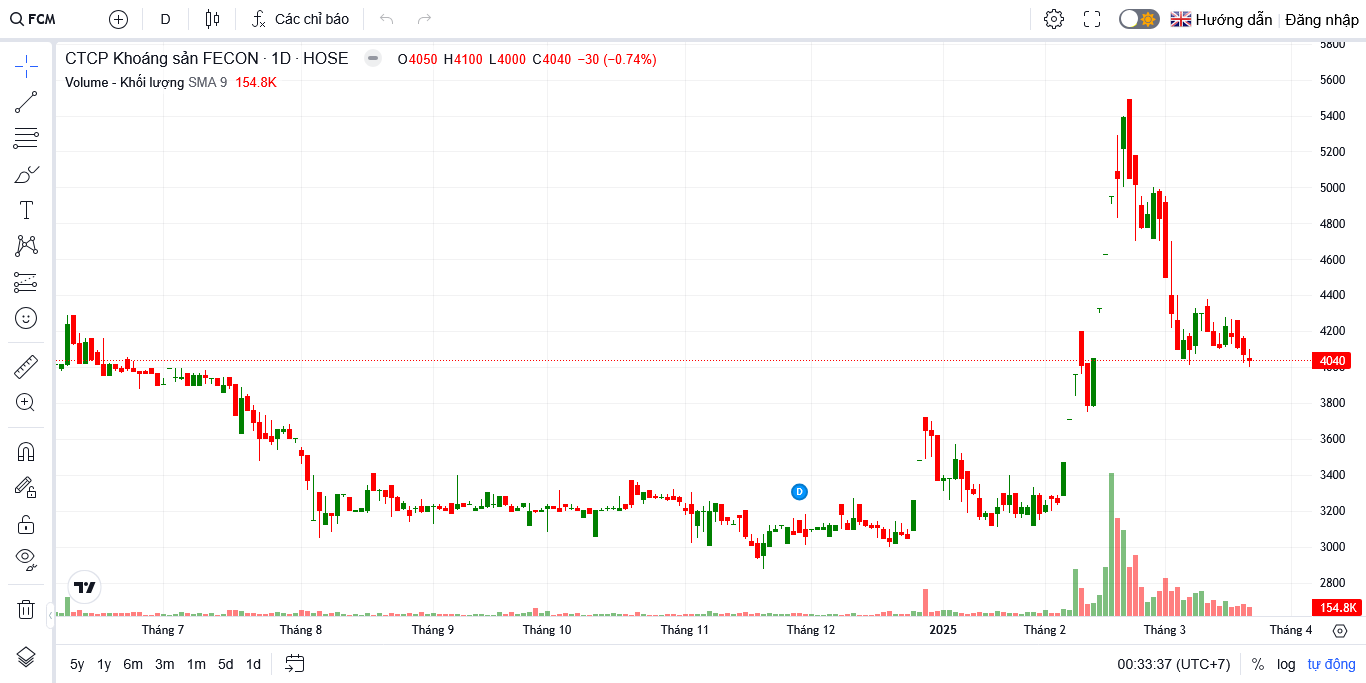 FCM D Các chỉ báo Hướng dẫn Đăng nhập
CTCP Khoáng sản FECON · 1D · HOSE O4050 H4100 L4000 C4040 −30 (−0.74%)
Volume - Khối lượng SMA 9 154.8K
5800
5600
5400
5200
5000
4800
4600
4400
4200
4040
4000
3800
3600
3400
3200
D
3000
2800
154.8K
Tháng 7 Tháng 8 Tháng 9 Tháng 10 Tháng 11 Tháng 12 2025 Tháng 2 Tháng 3 Tháng 4
5y 1y 6m 3m 1m 5d 1d 00:33:37 (UTC+7) % log tự động